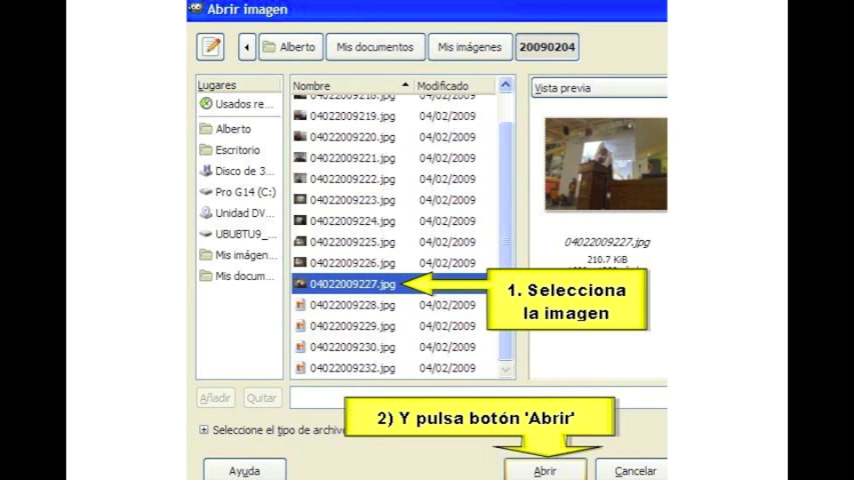 Abrir imagen
Alberto
Mis documentos
Mis imágenes
20090204
Lugares
Nombre
Modificado
Vista previa
Usados re...
Alberto
Escritorio
Disco de 3...
Pro G14 (C:)
Unidad DV...
UBUBTU9_...
Mis imágen...
Mis docum...
04022009218.jpg 04/02/2009
04022009219.jpg 04/02/2009
04022009220.jpg 04/02/2009
04022009221.jpg 04/02/2009
04022009222.jpg 04/02/2009
04022009223.jpg 04/02/2009
04022009224.jpg 04/02/2009
04022009225.jpg 04/02/2009
04022009226.jpg 04/02/2009
04022009227.jpg
04022009228.jpg 04/02/2009
04022009229.jpg 04/02/2009
04022009230.jpg 04/02/2009
04022009232.jpg 04/02/2009
04022009227.jpg
210.7 KiB
1. Selecciona
la imagen
Añadir
Quitar
2) Y pulsa botón 'Abrir'
Seleccione el tipo de archivo
Ayuda
Abrir
Cancelar